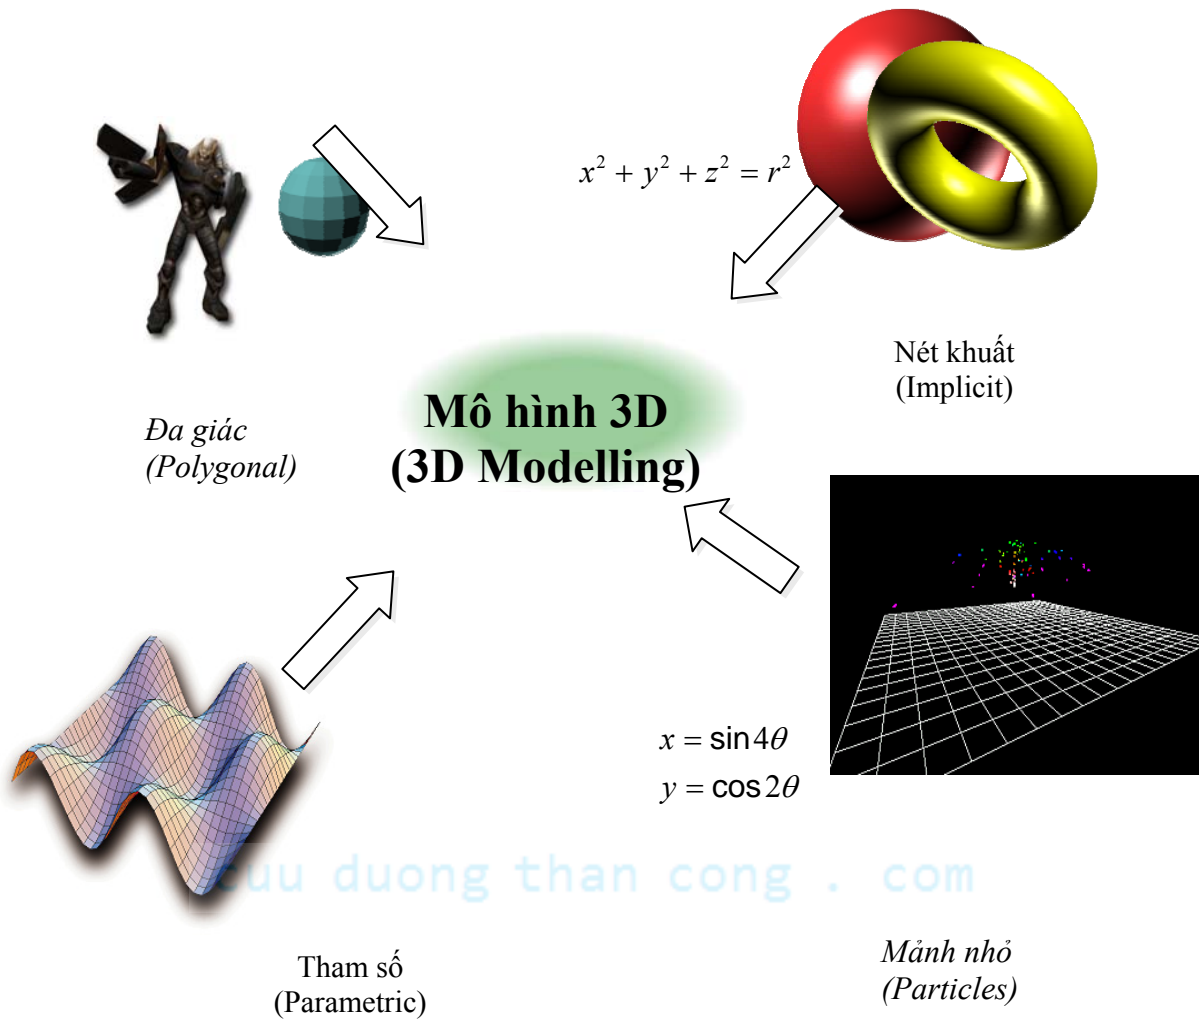 x² + y² + z² = r²
Nét khuất
(Implicit)
Đa giác
(Polygonal)
Mô hình 3D
(3D Modelling)
x = sin4θ
y = cos2θ
cuu duong than cong . com
Tham số
(Parametric)
Mảnh nhỏ
(Particles)